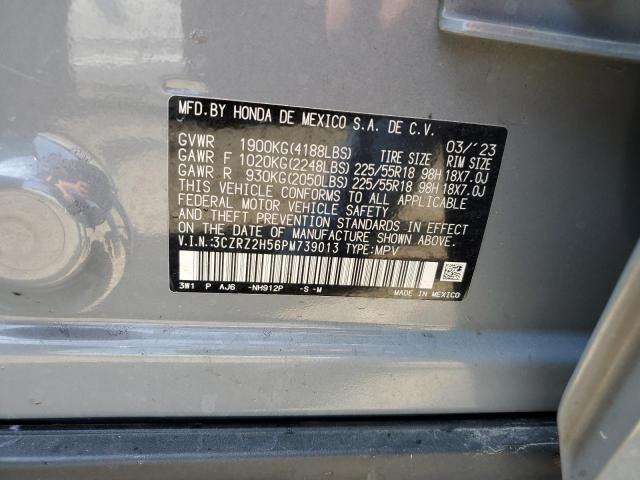 MFD. BY HONDA DE MEXICO S.A. DE C.V.
GVWR 1900KG(4188LBS) TIRE SIZE 03/'23 RIM SIZE
GAWR F 1020KG(2248LBS) 225/55R18 98H 18X7.0J
GAWR R 930KG(2050LBS) 225/55R18 98H 18X7.0J
THIS VEHICLE CONFORMS TO ALL APPLICABLE
FEDERAL MOTOR VEHICLE SAFETY
AND THEFT PREVENTION STANDARDS IN EFFECT
ON THE DATE OF MANUFACTURE SHOWN ABOVE.
V.I.N.:3CZRZ2H56PM739013 TYPE:MPV
3W1 P AJ6 -NH912P -S-M MADE IN MEXICO